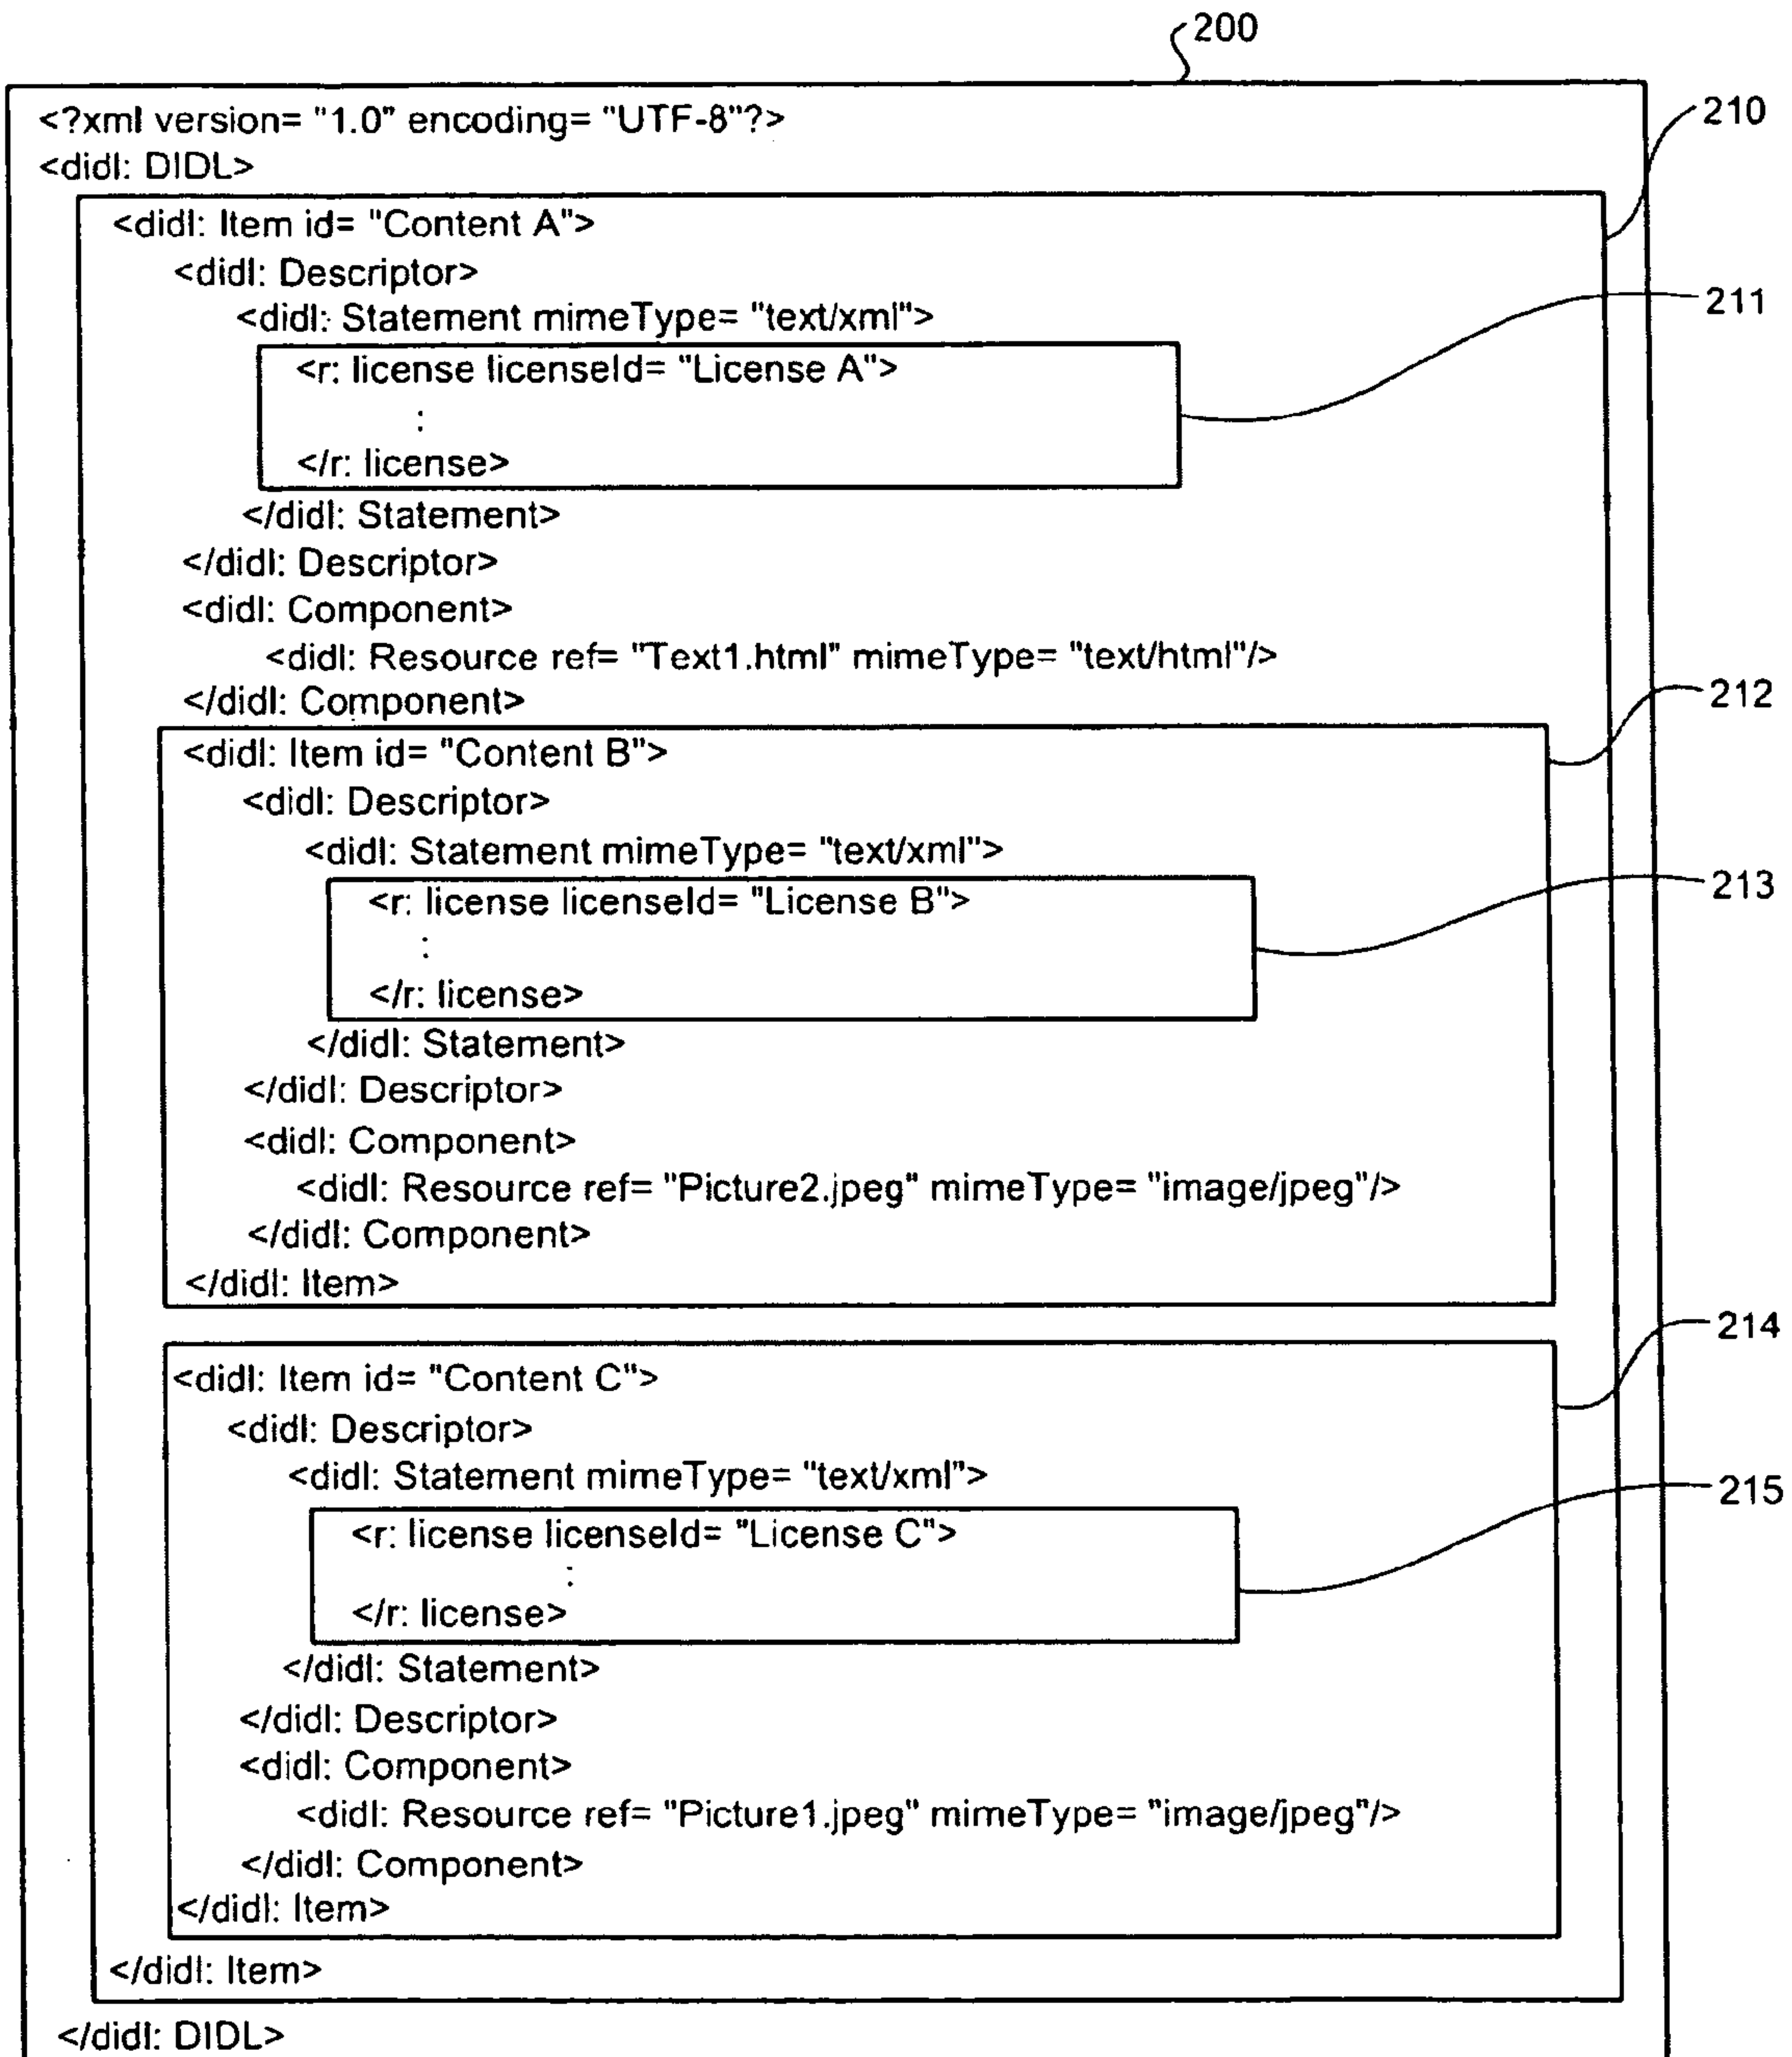 200
<?xml version= "1.0" encoding= "UTF-8"?>
210
<didl: DIDL>
<didl: Item id= "Content A">
<didl: Descriptor>
<didl: Statement mimeType= "text/xml">
211
<r: license licenseId= "License A">
:
</r: license>
</didl: Statement>
</didl: Descriptor>
<didl: Component>
<didl: Resource ref= "Text1.html" mimeType= "text/html"/>
</didl: Component>
212
<didl: Item id= "Content B">
<didl: Descriptor>
<didl: Statement mimeType= "text/xml">
213
<r: license licenseId= "License B">
:
</r: license>
</didl: Statement>
</didl: Descriptor>
<didl: Component>
<didl: Resource ref= "Picture2.jpeg" mimeType= "image/jpeg"/>
</didl: Component>
</didl: Item>
214
<didl: Item id= "Content C">
<didl: Descriptor>
<didl: Statement mimeType= "text/xml">
215
<r: license licenseId= "License C">
:
</r: license>
</didl: Statement>
</didl: Descriptor>
<didl: Component>
<didl: Resource ref= "Picture1.jpeg" mimeType= "image/jpeg"/>
</didl: Component>
</didl: Item>
</didl: Item>
</didl: DIDL>